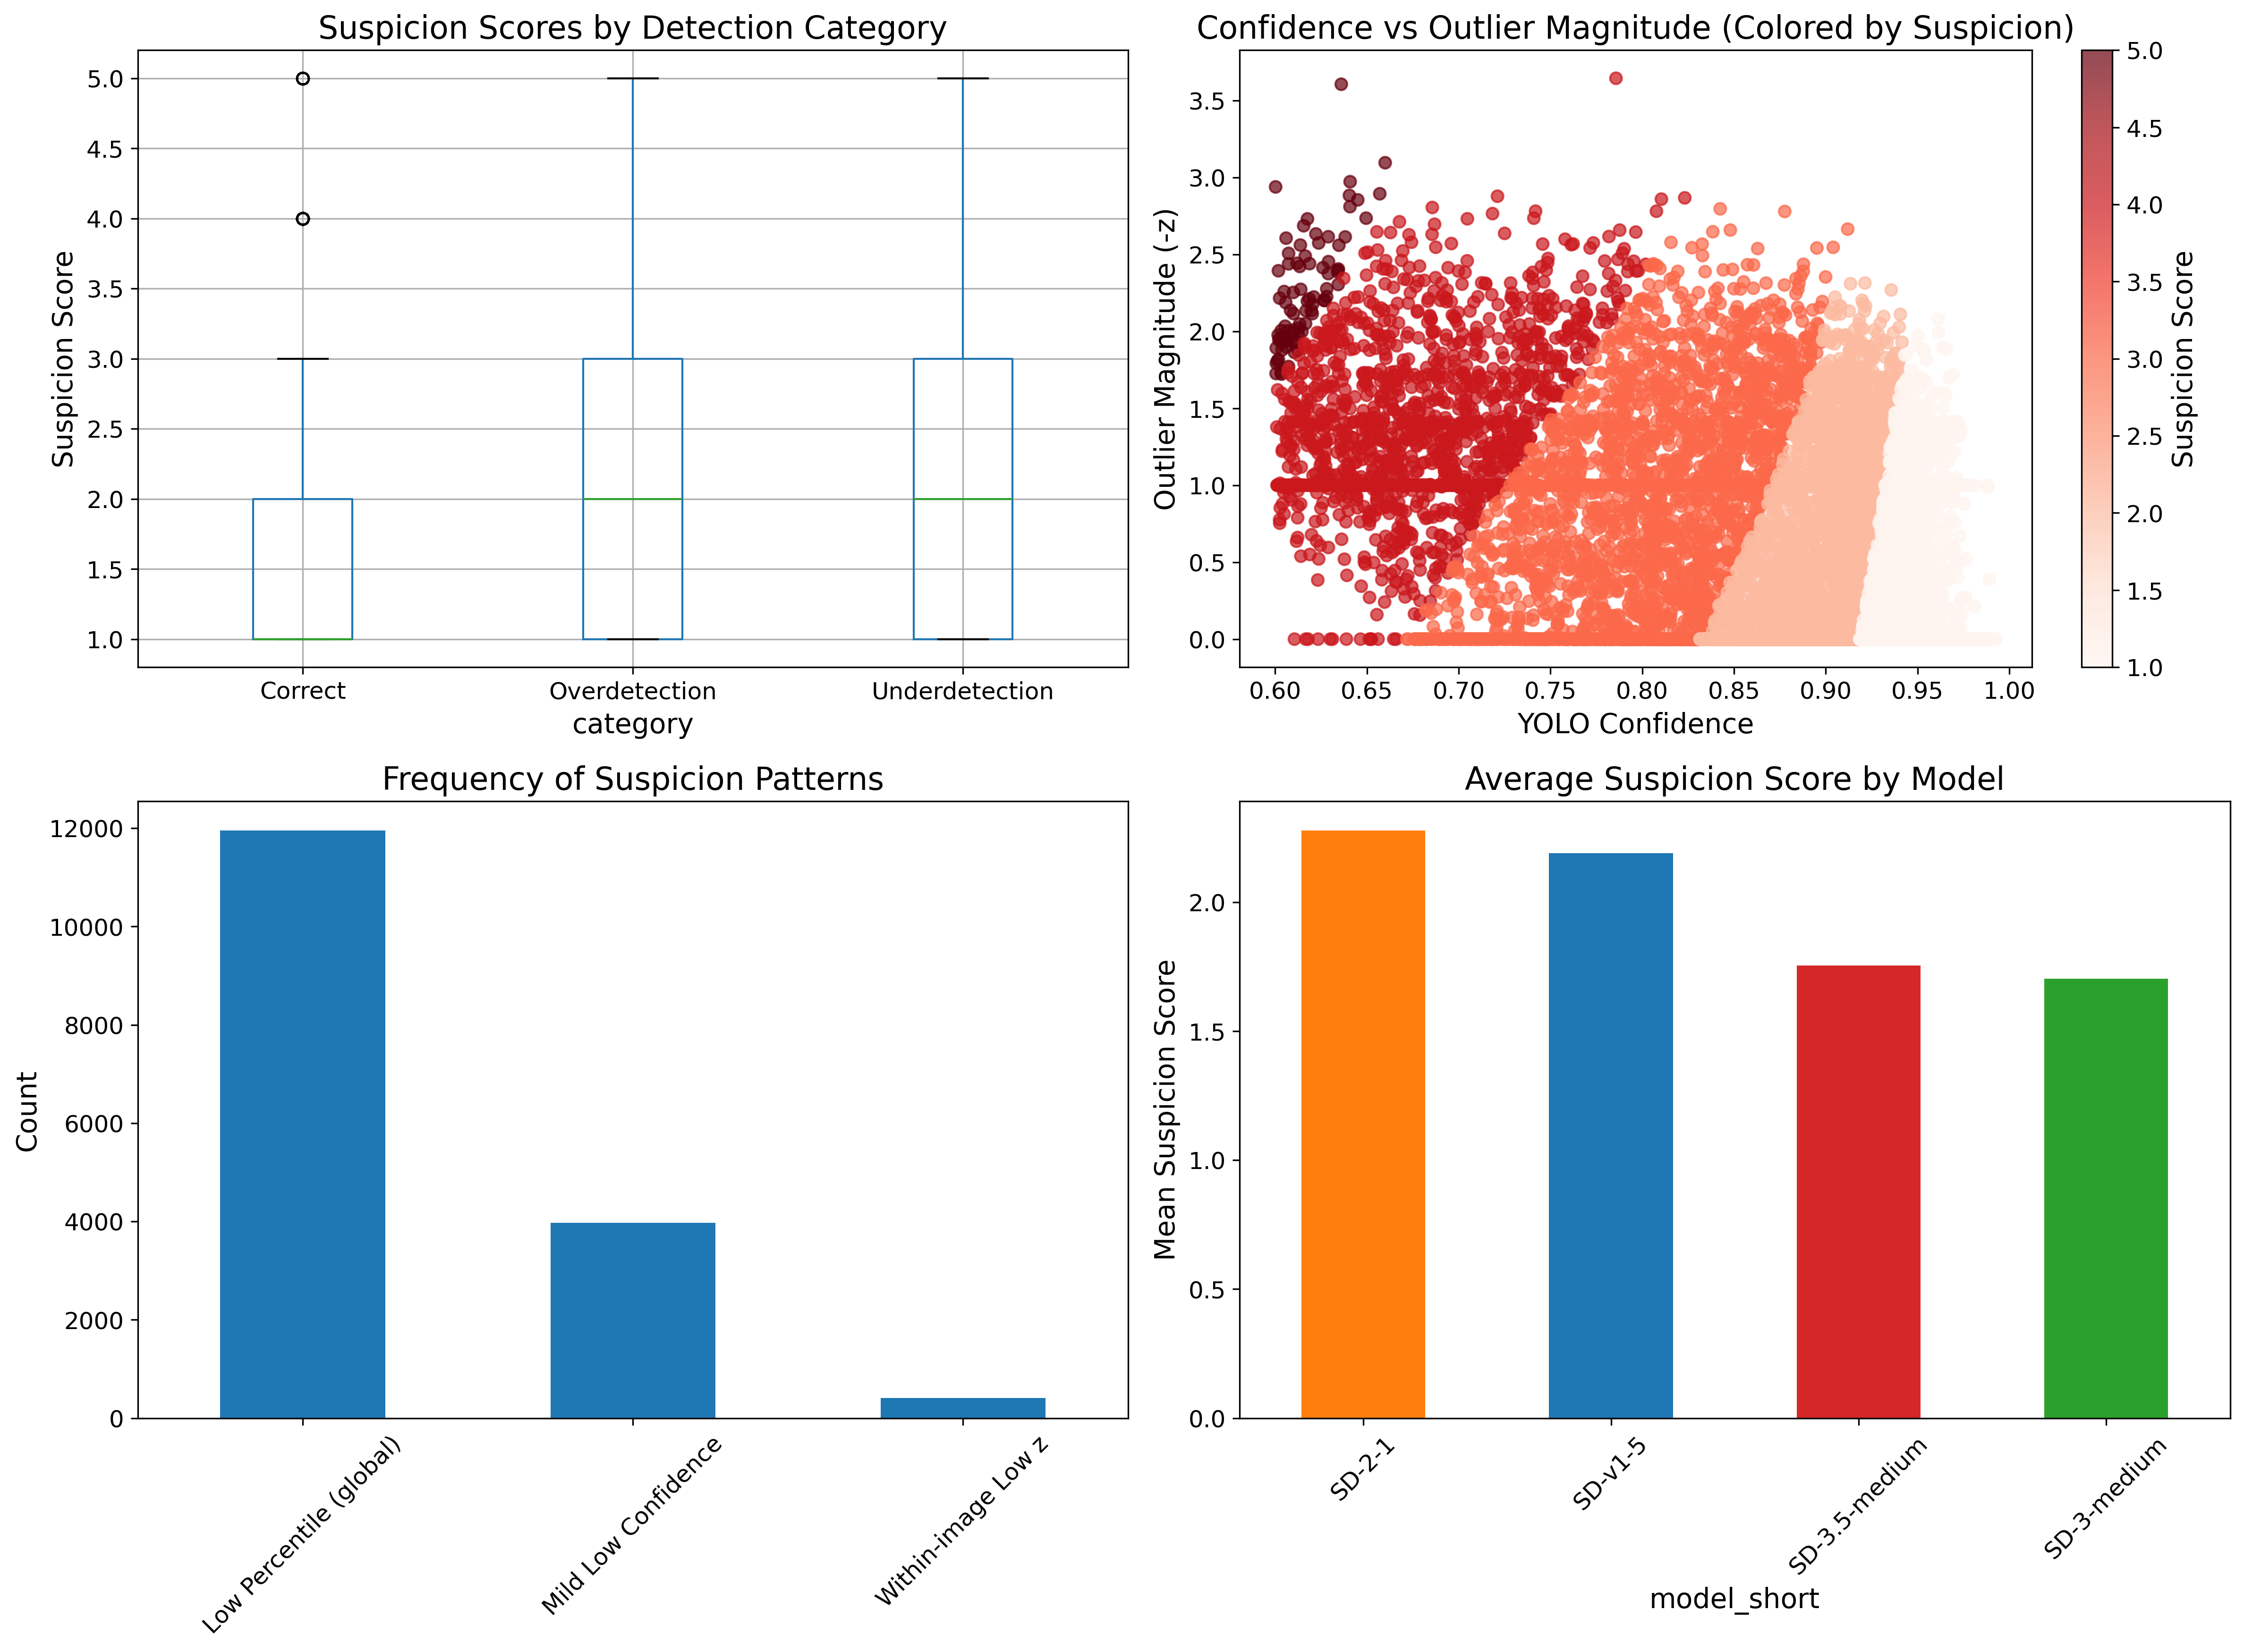 Suspicion Scores by Detection Category
5.0
4.5
4.0
3.5
3.0
2.5
2.0
1.5
1.0
Suspicion Score
Correct
Overdetection
Underdetection
category
Confidence vs Outlier Magnitude (Colored by Suspicion)
3.5
3.0
2.5
2.0
1.5
1.0
0.5
0.0
Outlier Magnitude (-z)
0.60
0.65
0.70
0.75
0.80
0.85
0.90
0.95
1.00
YOLO Confidence
5.0
4.5
4.0
3.5
3.0
2.5
2.0
1.5
1.0
Suspicion Score
Frequency of Suspicion Patterns
12000
10000
8000
6000
4000
2000
0
Count
Low Percentile (global)
Mild Low Confidence
Within-image Low z
Average Suspicion Score by Model
2.0
1.5
1.0
0.5
0.0
Mean Suspicion Score
SD-2-1
SD-v1-5
SD-3.5-medium
SD-3-medium
model_short